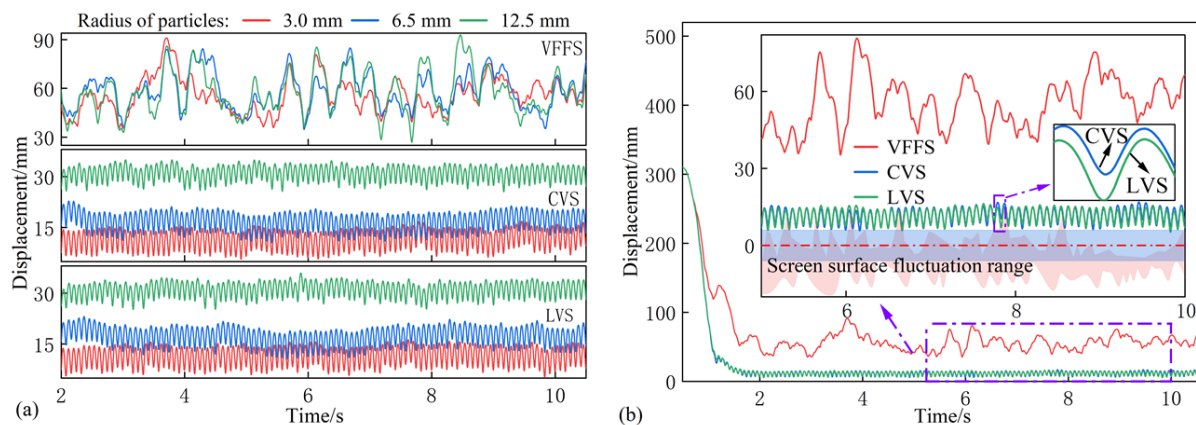 Radius of particles: 3.0 mm 6.5 mm 12.5 mm
90
60
30
VFFS
30
15
CVS
30
15
LVS
Displacement/mm
2 4 6 8 10
Time/s
(a)
500
400
300
200
100
0
Displacement/mm
60
30
0
VFFS
CVS
LVS
CVS
LVS
Screen surface fluctuation range
6 8 10
2 4 6 8 10
Time/s
(b)